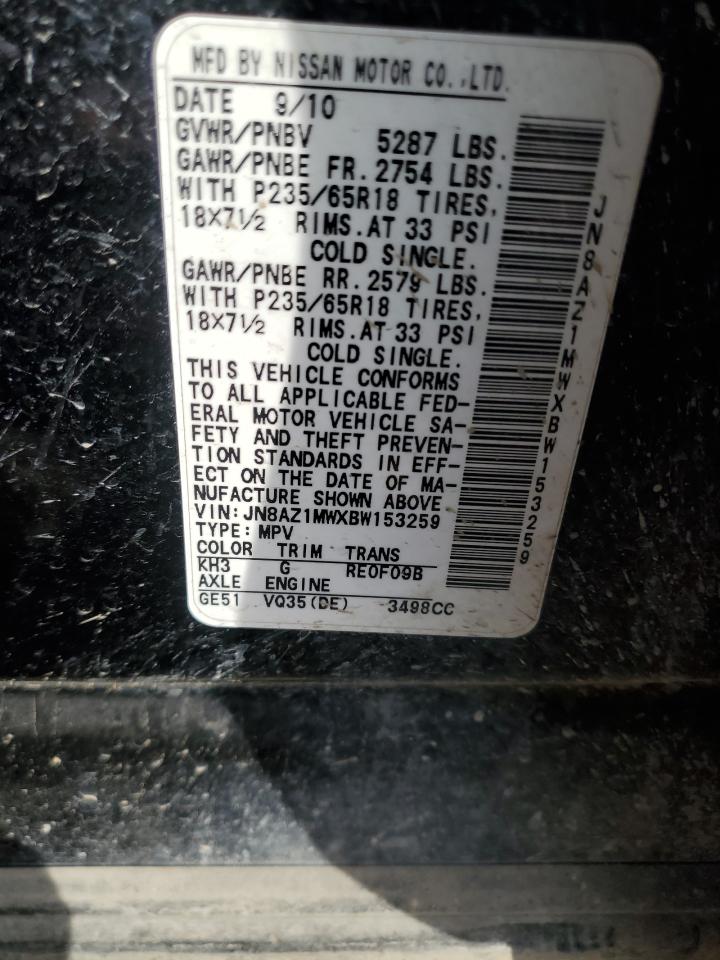 MFD BY NISSAN MOTOR CO.,LTD.
DATE 9/10
GVWR/PNBV 5287 LBS.
GAWR/PNBE FR. 2754 LBS.
WITH P235/65R18 TIRES,
18X7½ RIMS. AT 33 PSI
COLD SINGLE.
GAWR/PNBE RR. 2579 LBS.
WITH P235/65R18 TIRES,
18X7½ RIMS. AT 33 PSI
COLD SINGLE.
THIS VEHICLE CONFORMS
TO ALL APPLICABLE FED-
ERAL MOTOR VEHICLE SA-
FETY AND THEFT PREVEN-
TION STANDARDS IN EFF-
ECT ON THE DATE OF MA-
NUFACTURE SHOWN ABOVE
VIN:JN8AZ1MWXBW153259
TYPE:MPV
COLOR TRIM TRANS
KH3 G RE0F09B
AXLE ENGINE
GE51 VQ35(DE) 3498CC
JN8AZ1MWXBW153259